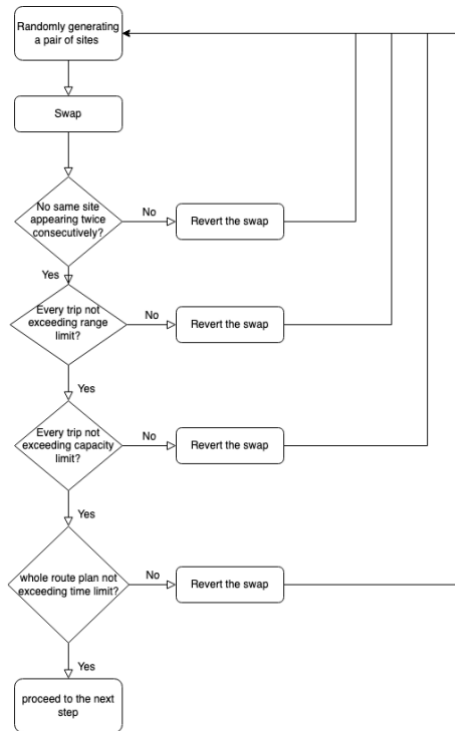 Randomly generating
a pair of sites
Swap
No same site
appearing twice
consecutively?
No
Revert the swap
Yes
Every trip not
exceeding range
limit?
No
Revert the swap
Yes
Every trip not
exceeding capacity
limit?
No
Revert the swap
Yes
whole route plan not
exceeding time limit?
No
Revert the swap
Yes
proceed to the next
step